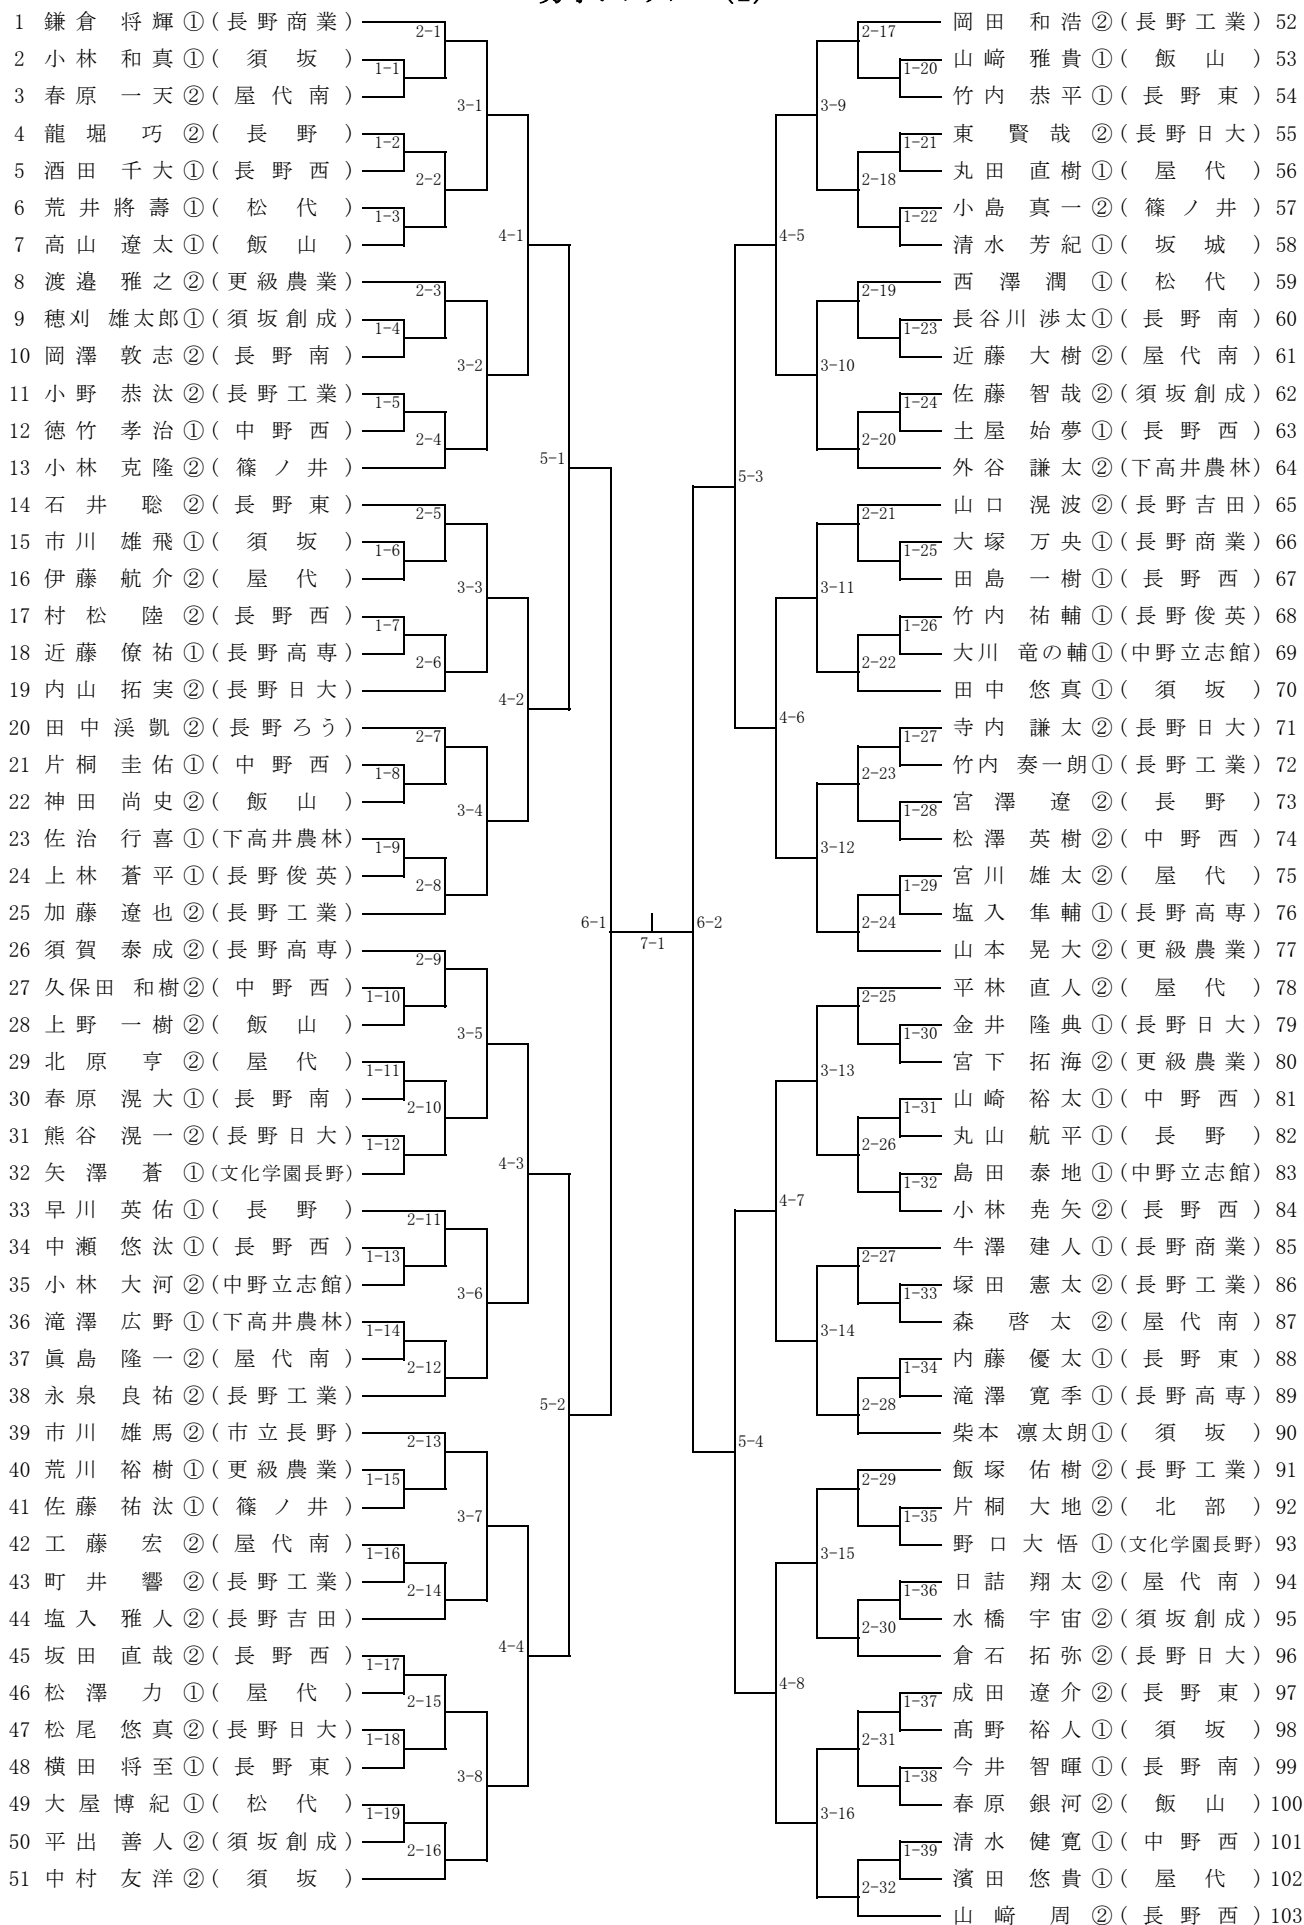 1 鎌倉 将輝 ①(長野商業)
2 小林 和真 ①(須坂)
3 春原 一天 ②(屋代南)
4 龍堀 巧 ②(長野)
5 酒田 千大 ①(長野西)
6 荒井 將壽 ①(松代)
7 高山 遼太 ①(飯山)
8 渡邉 雅之 ②(更級農業)
9 穂刈 雄太郎 ①(須坂創成)
10 岡澤 敦志 ②(長野南)
11 小野 恭汰 ②(長野工業)
12 徳竹 孝治 ①(中野西)
13 小林 克隆 ②(篠ノ井)
14 石井 聡 ②(長野東)
15 市川 雄飛 ①(須坂)
16 伊藤 航介 ②(屋代)
17 村松 陸 ②(長野西)
18 近藤 僚祐 ①(長野高専)
19 内山 拓実 ②(長野日大)
20 田中 渓凱 ②(長野ろう)
21 片桐 圭佑 ①(中野西)
22 神田 尚史 ②(飯山)
23 佐治 行喜 ①(下高井農林)
24 上林 蒼平 ①(長野俊英)
25 加藤 遼也 ②(長野工業)
26 須賀 泰成 ②(長野高専)
27 久保田 和樹 ②(中野西)
28 上野 一樹 ②(飯山)
29 北原 亨 ②(屋代)
30 春原 滉大 ①(長野南)
31 熊谷 滉一 ②(長野日大)
32 矢澤 蒼 ①(文化学園長野)
33 早川 英佑 ①(長野)
34 中瀬 悠汰 ①(長野西)
35 小林 大河 ②(中野立志館)
36 滝澤 広野 ①(下高井農林)
37 眞島 隆一 ②(屋代南)
38 永泉 良祐 ②(長野工業)
39 市川 雄馬 ②(市立長野)
40 荒川 裕樹 ①(更級農業)
41 佐藤 祐汰 ①(篠ノ井)
42 工藤 宏 ②(屋代南)
43 町井 響 ②(長野工業)
44 塩入 雅人 ②(長野吉田)
45 坂田 直哉 ②(長野西)
46 松澤 力 ①(屋代)
47 松尾 悠真 ②(長野日大)
48 横田 将至 ①(長野東)
49 大屋 博紀 ①(松代)
50 平出 善人 ②(須坂創成)
51 中村 友洋 ②(須坂)
1-1
1-2
1-3
1-4
1-5
1-6
1-7
1-8
1-9
1-10
1-11
1-12
1-13
1-14
1-15
1-16
1-17
1-18
1-19
2-1
2-2
2-3
2-4
2-5
2-6
2-7
2-8
2-9
2-10
2-11
2-12
2-13
2-14
2-15
2-16
3-1
3-2
3-3
3-4
3-5
3-6
3-7
3-8
4-1
4-2
4-3
4-4
5-1
5-2
6-1
7-1
6-2
5-3
5-4
4-5
4-6
4-7
4-8
3-9
3-10
3-11
3-12
3-13
3-14
3-15
3-16
2-17
2-18
2-19
2-20
2-21
2-22
2-23
2-24
2-25
2-26
2-27
2-28
2-29
2-30
2-31
2-32
1-20
1-21
1-22
1-23
1-24
1-25
1-26
1-27
1-28
1-29
1-30
1-31
1-32
1-33
1-34
1-35
1-36
1-37
1-38
1-39
岡田 和浩 ②(長野工業) 52
山﨑 雅貴 ①(飯山) 53
竹内 恭平 ①(長野東) 54
東 賢哉 ②(長野日大) 55
丸田 直樹 ①(屋代) 56
小島 真一 ②(篠ノ井) 57
清水 芳紀 ①(坂城) 58
西澤 潤 ①(松代) 59
長谷川 渉太 ①(長野南) 60
近藤 大樹 ②(屋代南) 61
佐藤 智哉 ②(須坂創成) 62
土屋 始夢 ①(長野西) 63
外谷 謙太 ②(下高井農林) 64
山口 滉波 ②(長野吉田) 65
大塚 万央 ①(長野商業) 66
田島 一樹 ①(長野西) 67
竹内 祐輔 ①(長野俊英) 68
大川 竜の輔 ①(中野立志館) 69
田中 悠真 ①(須坂) 70
寺内 謙太 ②(長野日大) 71
竹内 奏一朗 ①(長野工業) 72
宮澤 遼 ②(長野) 73
松澤 英樹 ②(中野西) 74
宮川 雄太 ②(屋代) 75
塩入 隼輔 ①(長野高専) 76
山本 晃大 ②(更級農業) 77
平林 直人 ②(屋代) 78
金井 隆典 ①(長野日大) 79
宮下 拓海 ②(更級農業) 80
山崎 裕太 ①(中野西) 81
丸山 航平 ①(長野) 82
島田 泰地 ①(中野立志館) 83
小林 尭矢 ②(長野西) 84
牛澤 建人 ①(長野商業) 85
塚田 憲太 ②(長野工業) 86
森 啓太 ②(屋代南) 87
内藤 優太 ①(長野東) 88
滝澤 寛季 ①(長野高専) 89
柴本 凛太朗 ①(須坂) 90
飯塚 佑樹 ②(長野工業) 91
片桐 大地 ②(北部) 92
野口 大悟 ①(文化学園長野) 93
日詰 翔太 ②(屋代南) 94
水橋 宇宙 ②(須坂創成) 95
倉石 拓弥 ②(長野日大) 96
成田 遼介 ②(長野東) 97
髙野 裕人 ①(須坂) 98
今井 智暉 ①(長野南) 99
春原 銀河 ②(飯山) 100
清水 健寛 ①(中野西) 101
濱田 悠貴 ①(屋代) 102
山﨑 周 ②(長野西) 103